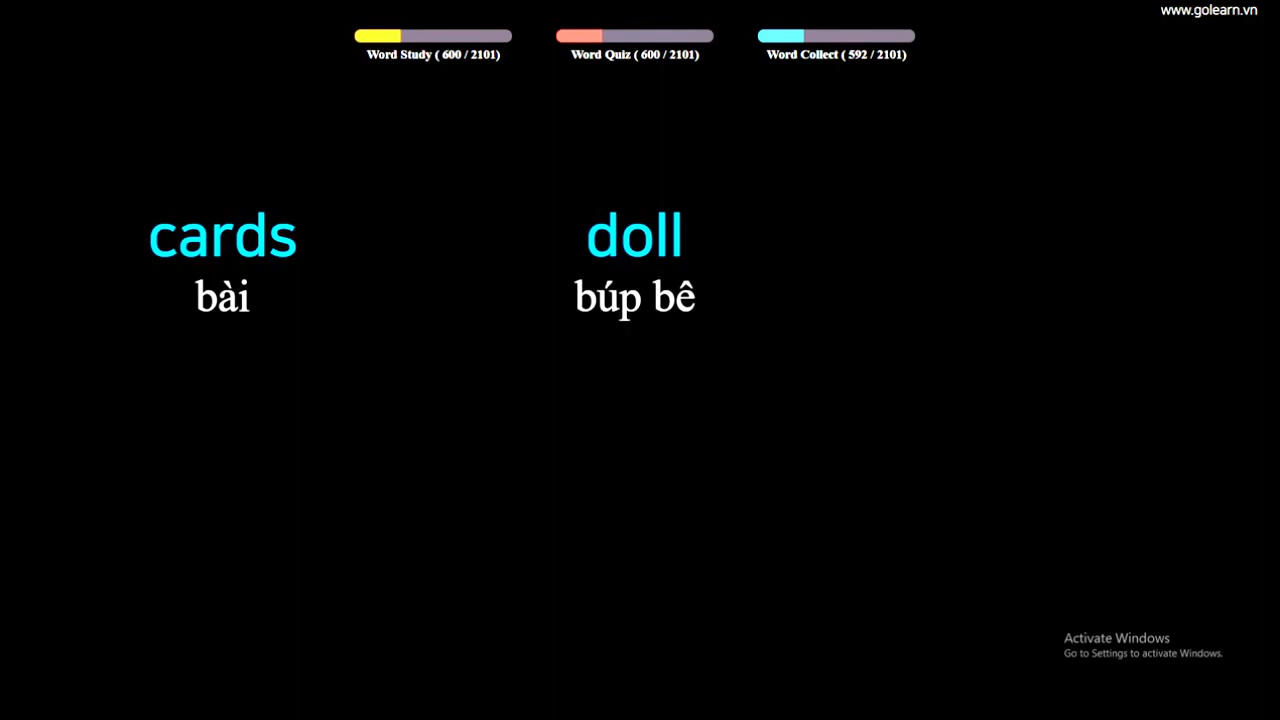 www.golearn.vn
Word Study ( 600 / 2101)
Word Quiz ( 600 / 2101)
Word Collect ( 592 / 2101)
cards
bài
doll
búp bê
Activate Windows
Go to Settings to activate Windows.